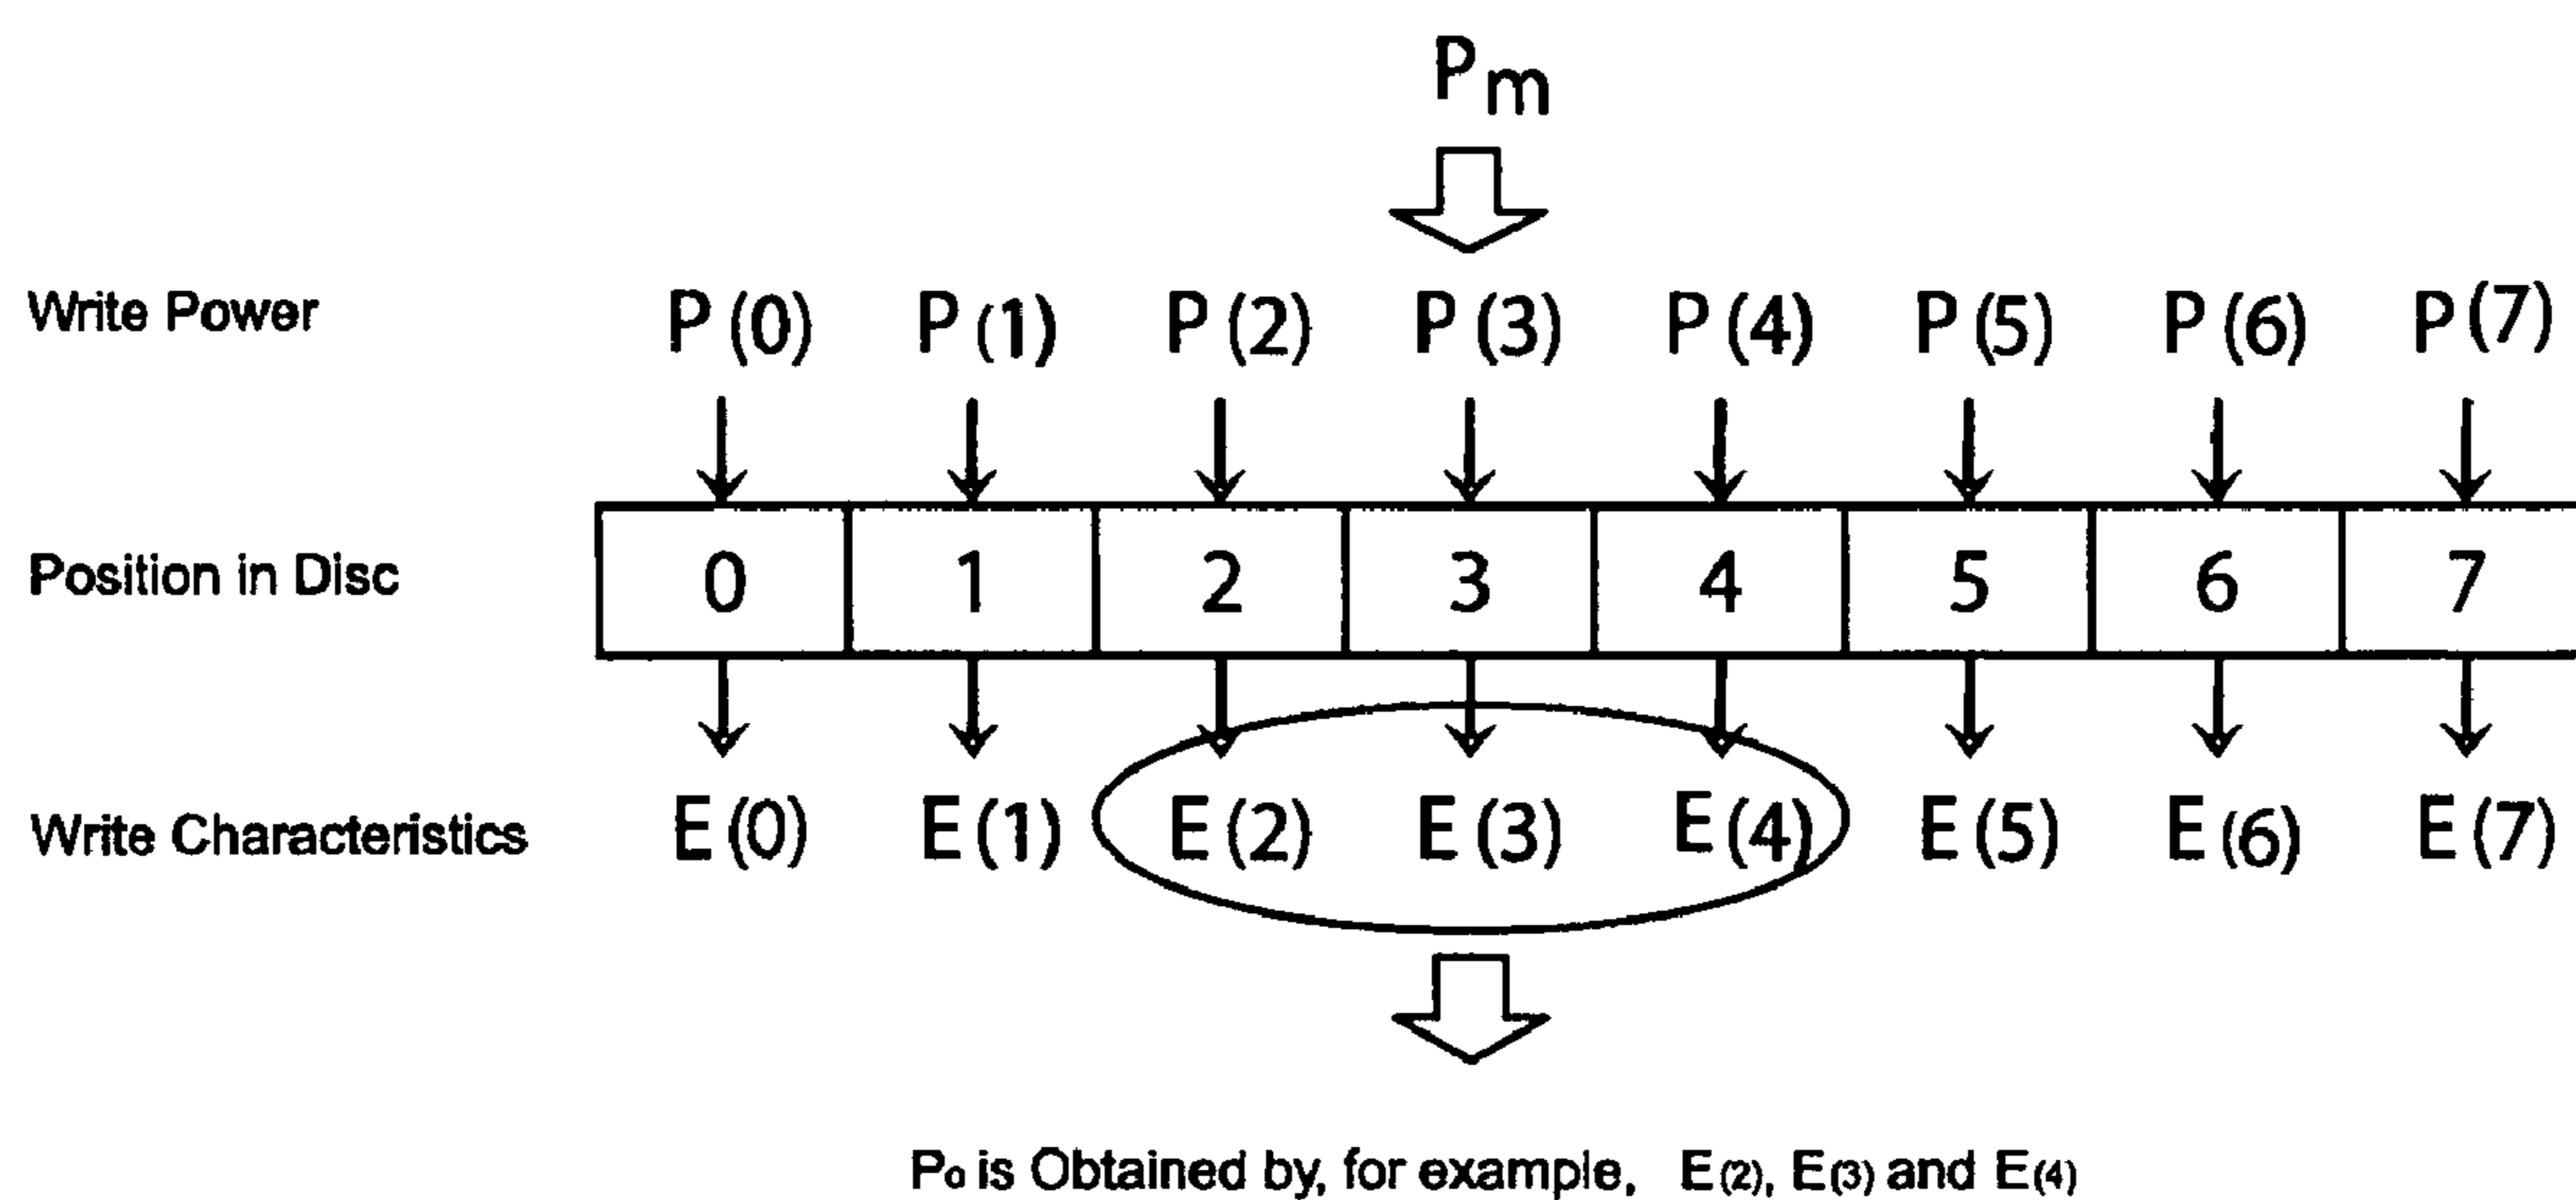 Pm
Write Power P(0) P(1) P(2) P(3) P(4) P(5) P(6) P(7)
Position in Disc 0 1 2 3 4 5 6 7
Write Characteristics E(0) E(1) E(2) E(3) E(4) E(5) E(6) E(7)
Po is Obtained by, for example, E(2), E(3) and E(4)